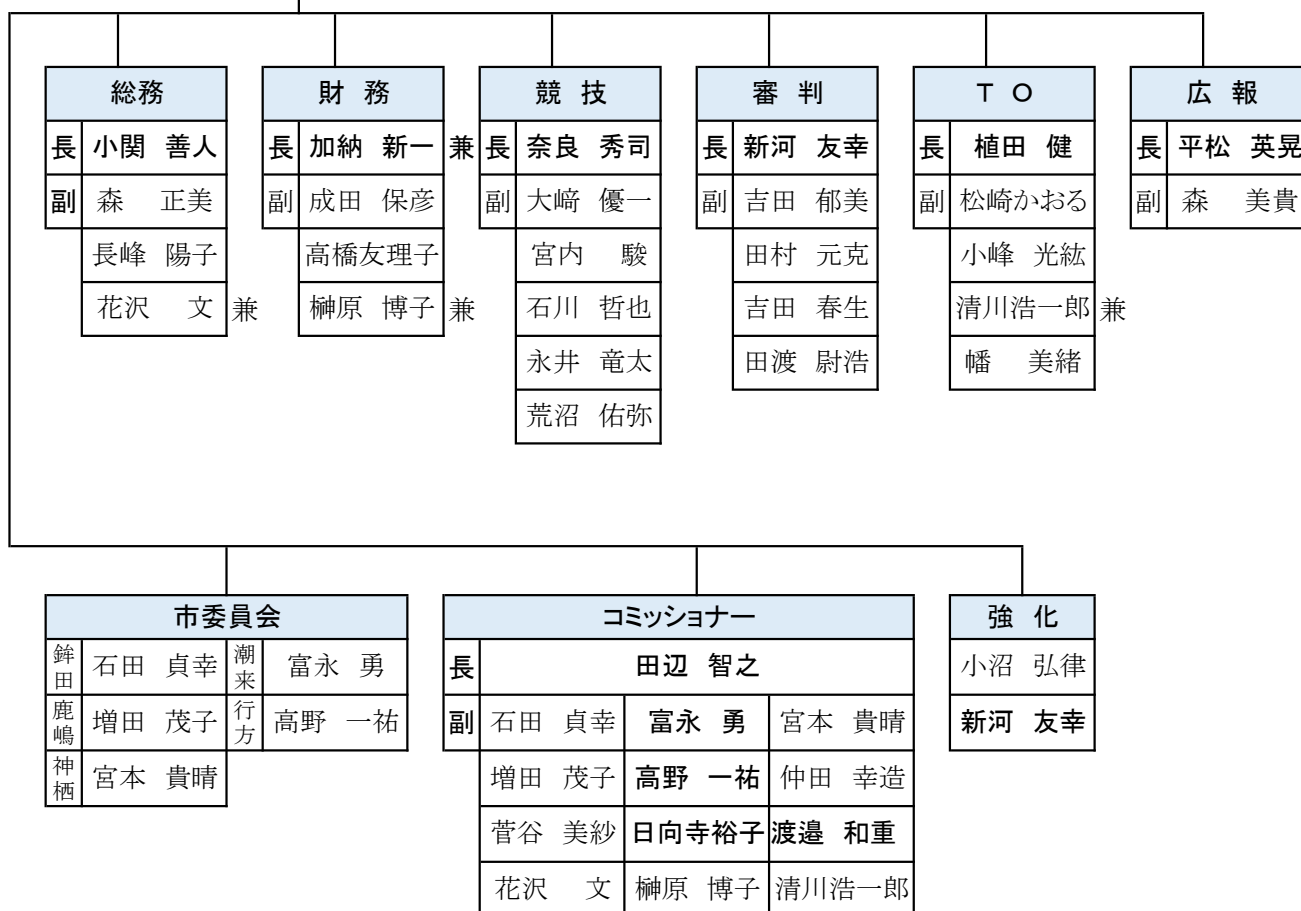 総務 財 務 競 技 審 判 Ｔ Ｏ 広 報
長 小関 善人 長 加納 新一 兼 長 奈良 秀司 長 新河 友幸 長 植田 健 長 平松 英晃
副 森 正美 副 成田 保彦 副 大﨑 優一 副 吉田 郁美 副 松崎かおる 副 森 美貴
長峰 陽子 高橋友理子 宮内 駿 田村 元克 小峰 光紘
花沢 文 兼 榊原 博子 兼 石川 哲也 吉田 春生 清川浩一郎 兼
永井 竜太 田渡 尉浩 幡 美緒
荒沼 佑弥
市委員会 コミッショナー 強 化
鉾田 石田 貞幸 潮来 富永 勇 長 田辺 智之 小沼 弘律
鹿嶋 増田 茂子 行方 高野 一祐 副 石田 貞幸 富永 勇 宮本 貴晴 新河 友幸
神栖 宮本 貴晴 増田 茂子 高野 一祐 仲田 幸造
菅谷 美紗 日向寺裕子 渡邉 和重
花沢 文 榊原 博子 清川浩一郎